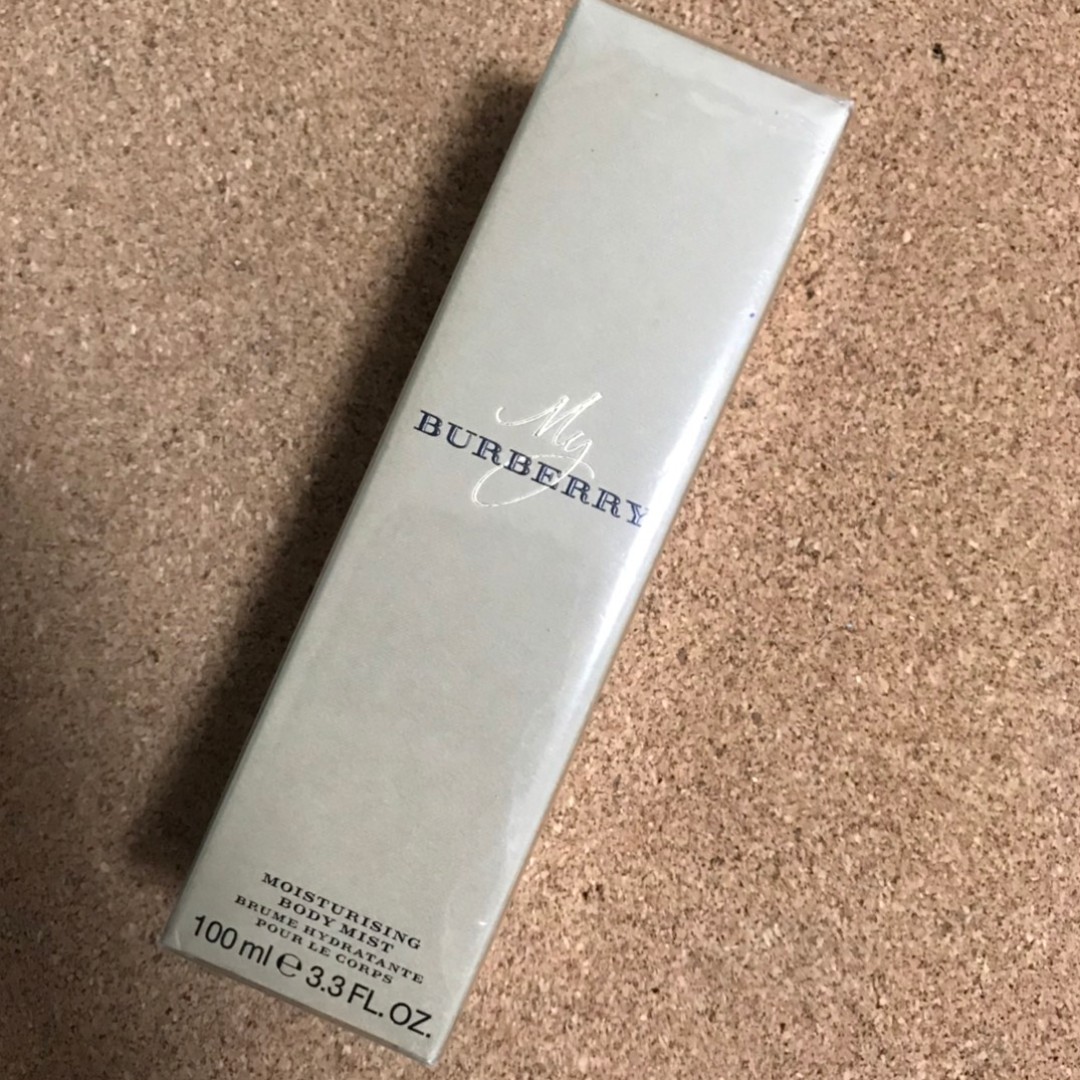 My
BURBERRY
MOISTURISING
BODY MIST
BRUME HYDRATANTE
POUR LE CORPS
100 ml ℮ 3.3 FL. OZ.